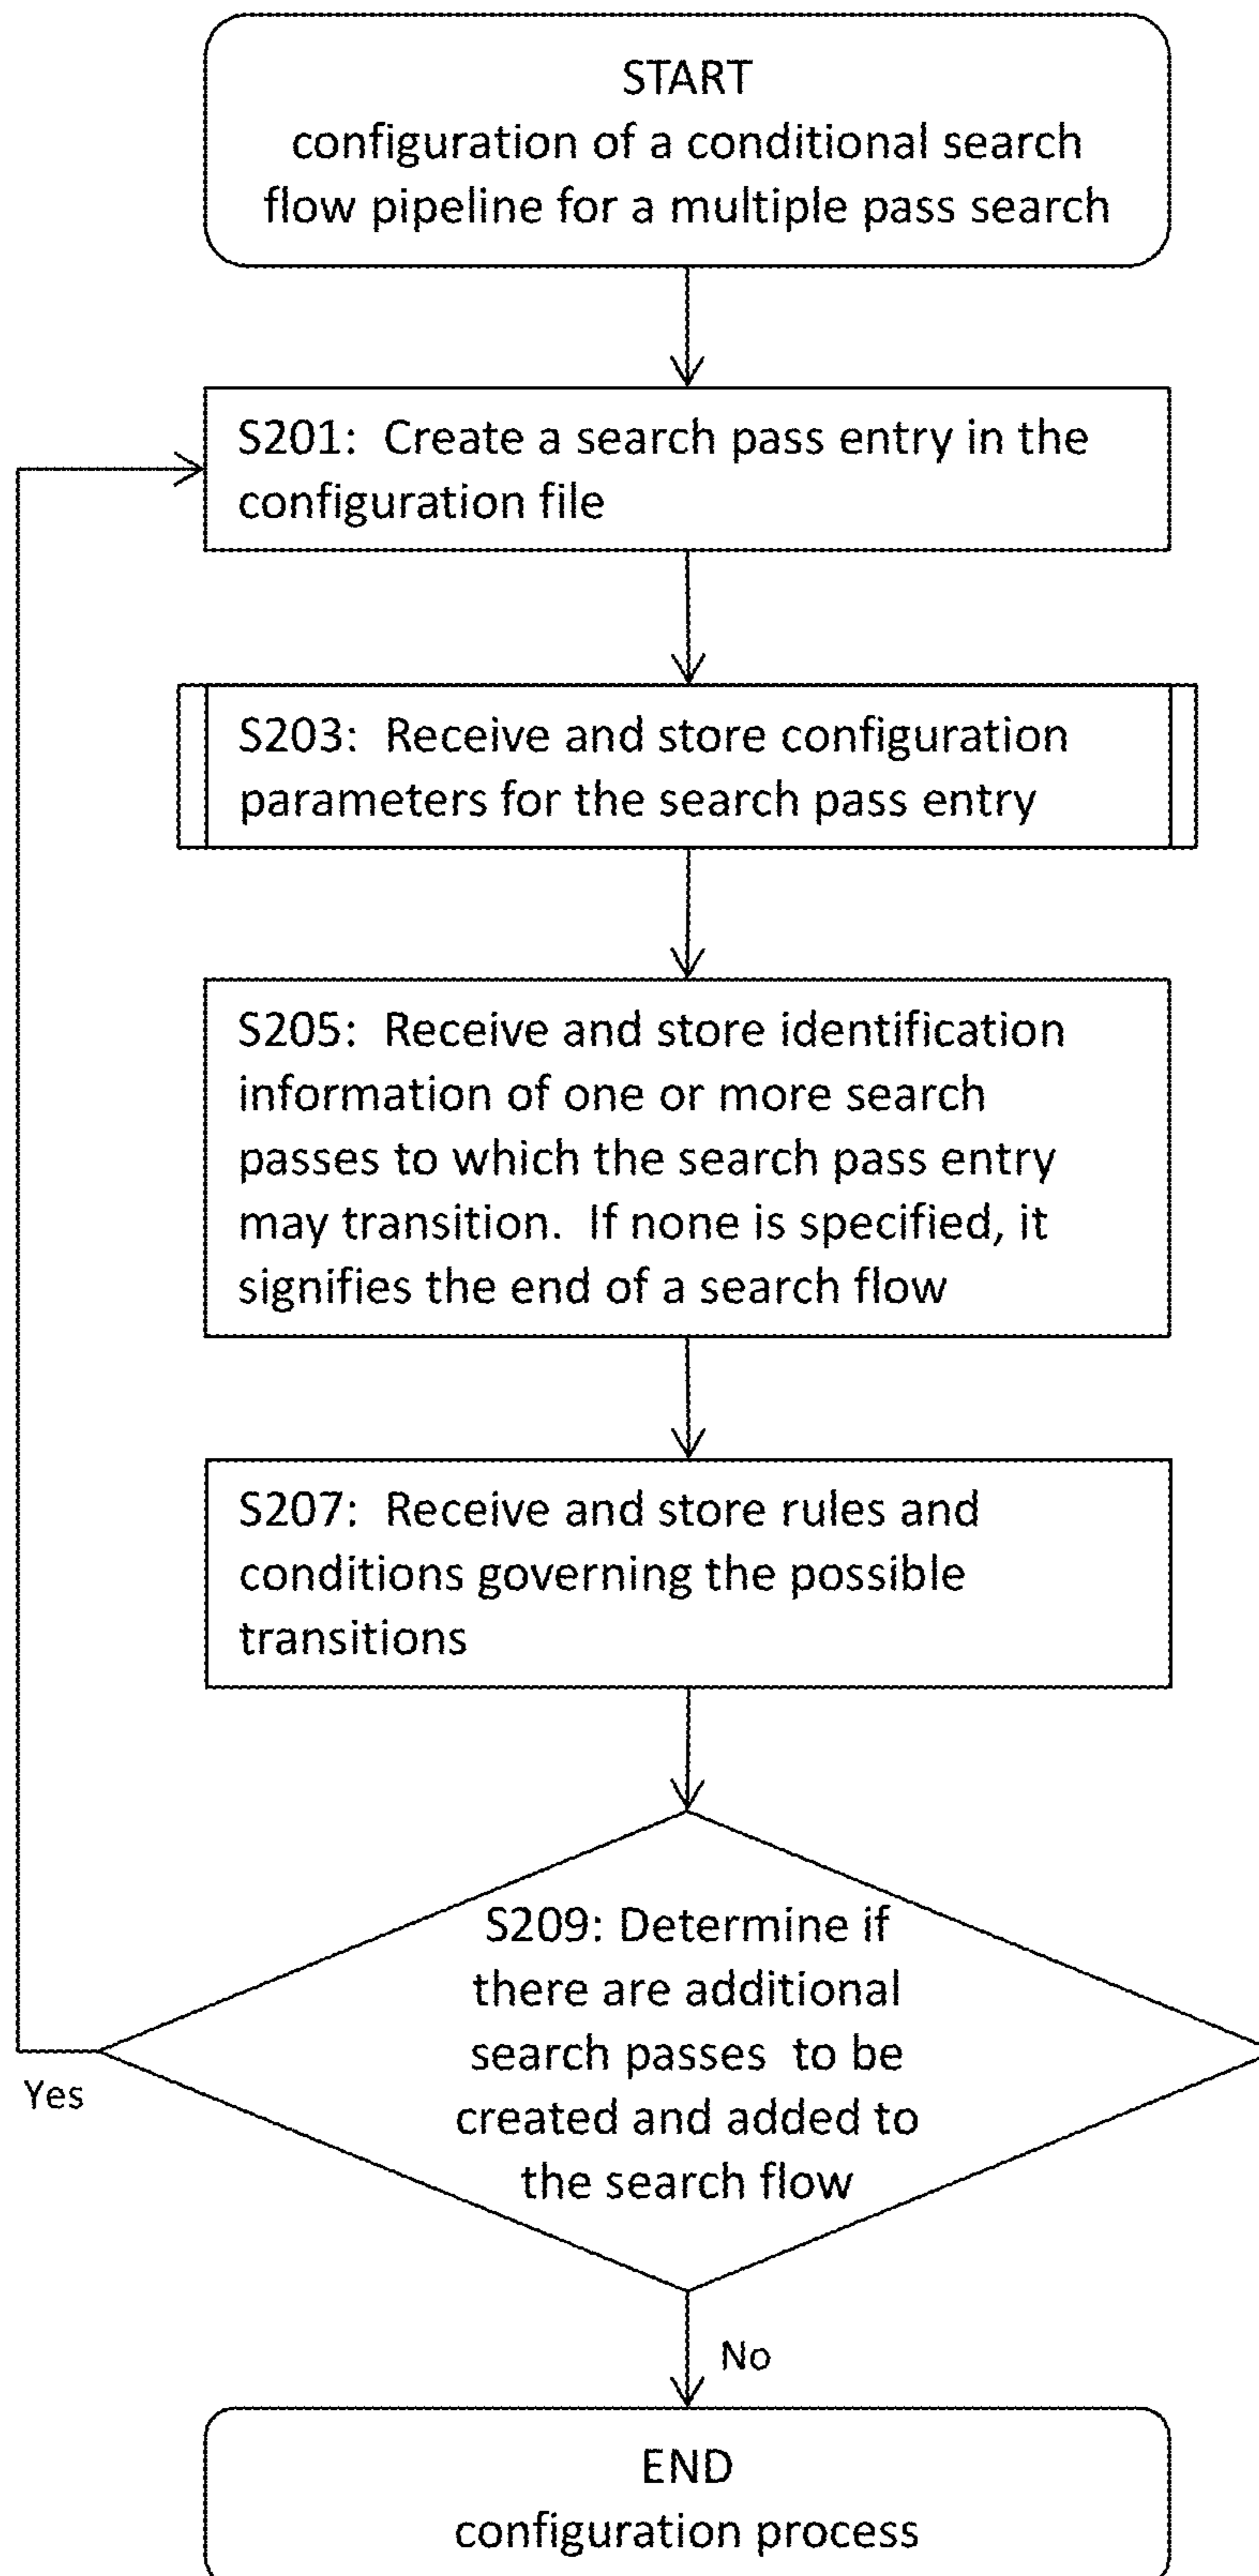 START
configuration of a conditional search
flow pipeline for a multiple pass search
S201:  Create a search pass entry in the
configuration file
S203:  Receive and store configuration
parameters for the search pass entry
S205:  Receive and store identification
information of one or more search
passes to which the search pass entry
may transition.  If none is specified, it
signifies the end of a search flow
S207:  Receive and store rules and
conditions governing the possible
transitions
S209: Determine if
there are additional
search passes  to be
created and added to
the search flow
Yes
No
END
configuration process